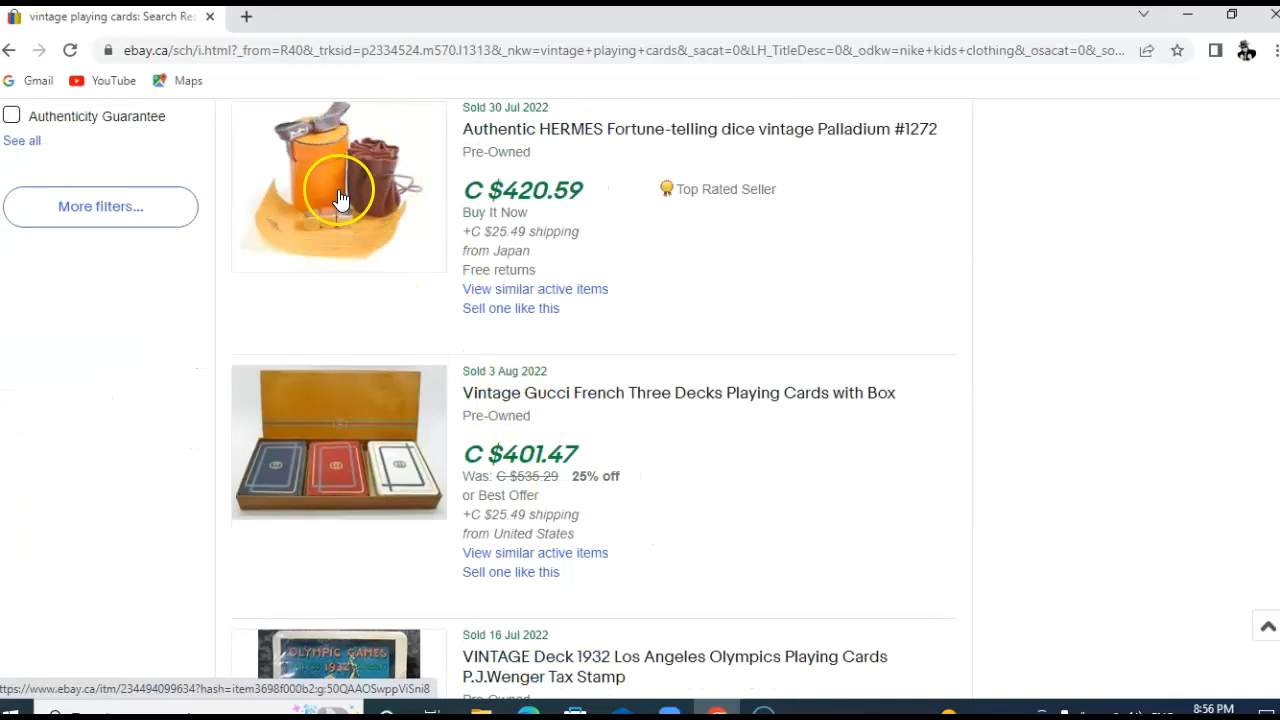 vintage playing cards: Search Res
ebay.ca/sch/i.html?_from=R40&_trksid=p2334524.m570.l1313&_nkw=vintage+playing+cards&_sacat=0&LH_TitleDesc=0&_odkw=nike+kids+clothing&_osacat=0&_so...
Gmail YouTube Maps
Authenticity Guarantee
See all
More filters...
Sold 30 Jul 2022
Authentic HERMES Fortune-telling dice vintage Palladium #1272
Pre-Owned
C $420.59
Top Rated Seller
Buy It Now
+C $25.49 shipping
from Japan
Free returns
View similar active items
Sell one like this
Sold 3 Aug 2022
Vintage Gucci French Three Decks Playing Cards with Box
Pre-Owned
C $401.47
Was: C $535.29 25% off
or Best Offer
+C $25.49 shipping
from United States
View similar active items
Sell one like this
Sold 16 Jul 2022
OLYMPIC GAMES
1932
VINTAGE Deck 1932 Los Angeles Olympics Playing Cards
P.J.Wenger Tax Stamp
Pre-Owned
https://www.ebay.ca/itm/234494099634?hash=item3698f000b2:g:50QAAOSwppViSni8
8:56 PM